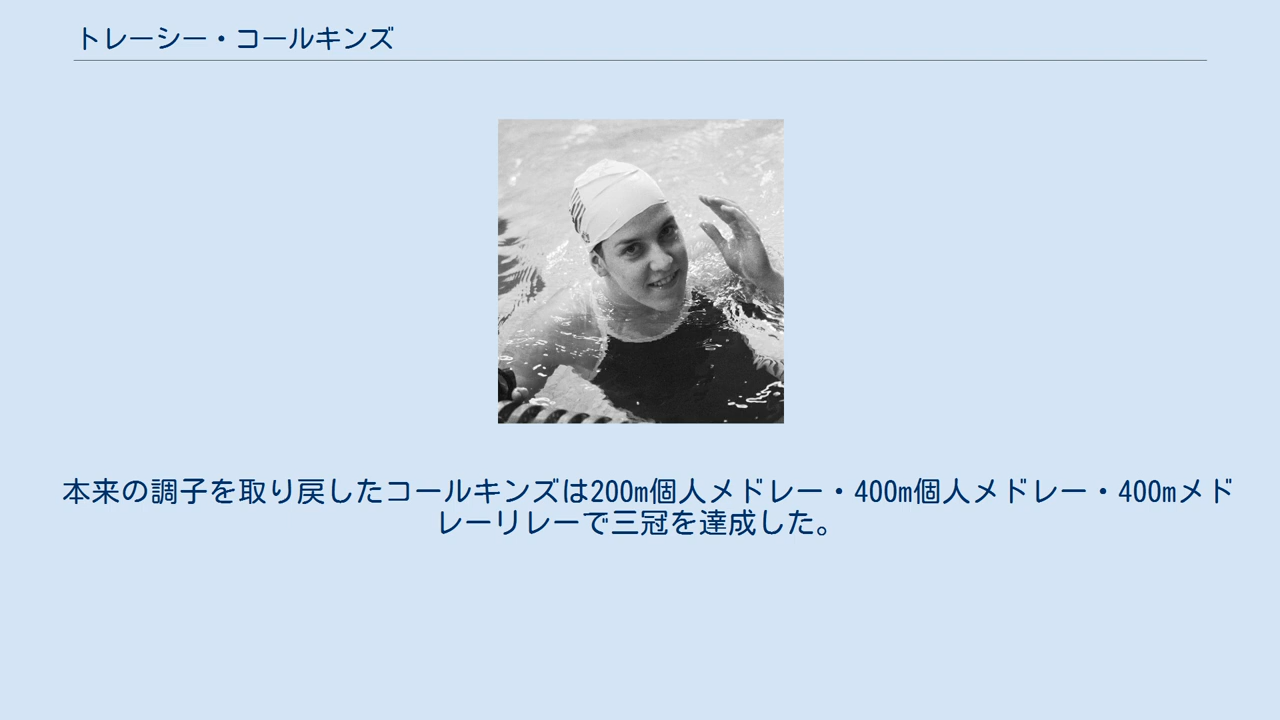 トレーシー・コールキンズ
本来の調子を取り戻したコールキンズは200m個人メドレー・400m個人メドレー・400mメド
レーリレーで三冠を達成した。